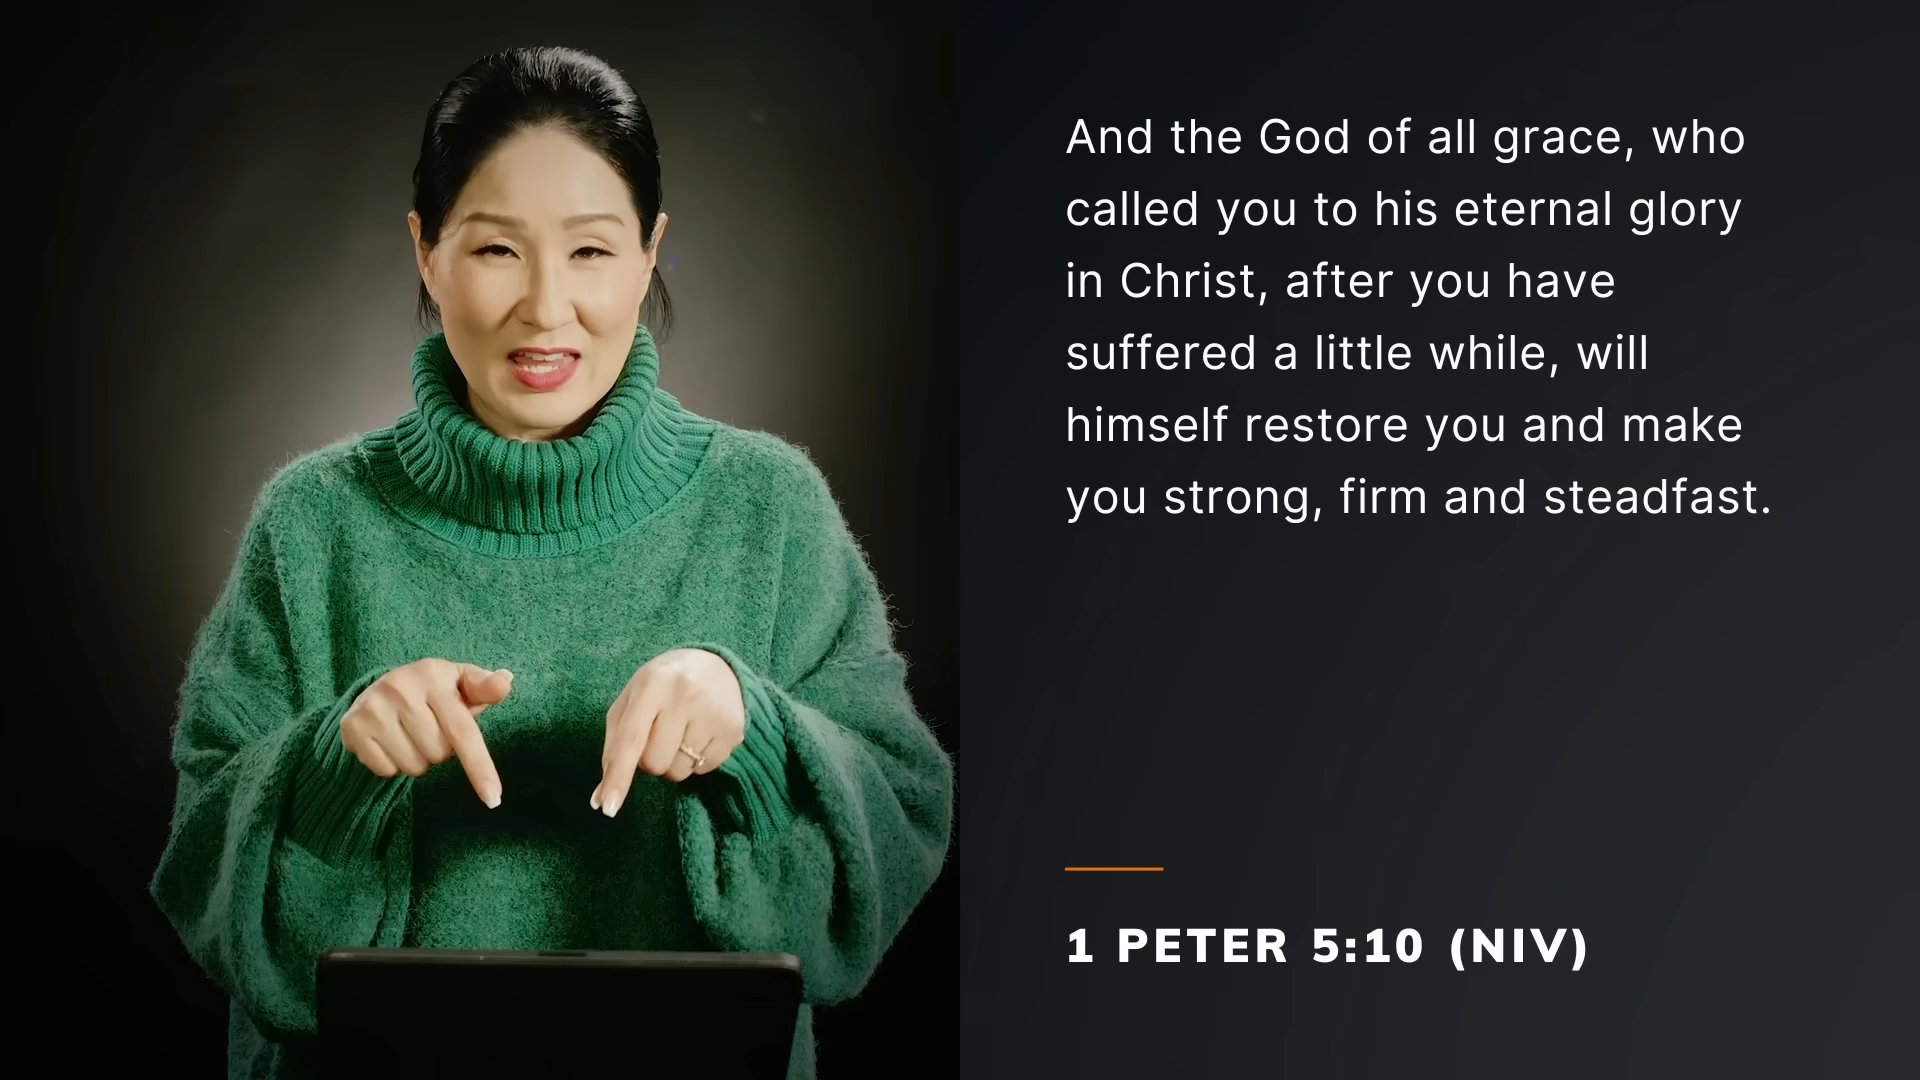 And the God of all grace, who
called you to his eternal glory
in Christ, after you have
suffered a little while, will
himself restore you and make
you strong, firm and steadfast.
1 PETER 5:10 (NIV)